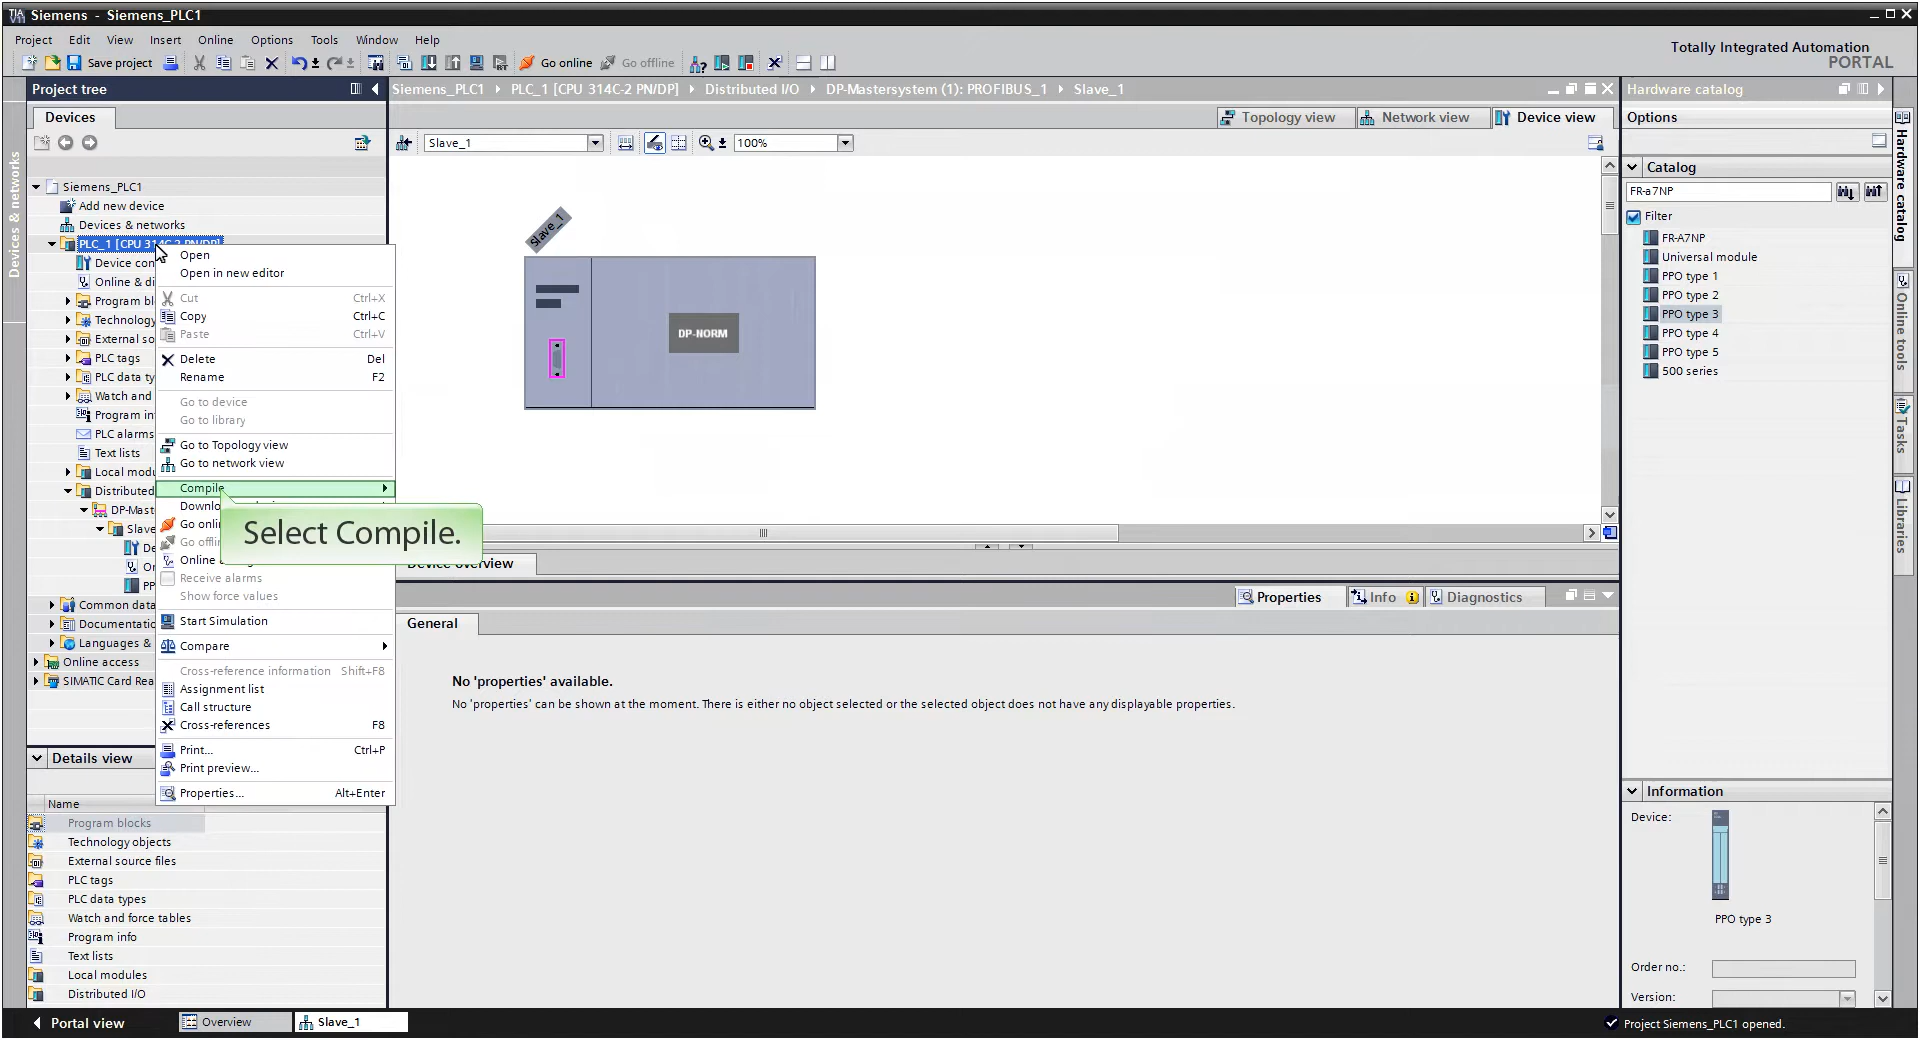 Siemens - Siemens_PLC1
Project Edit View Insert Online Options Tools Window Help
Totally Integrated Automation
PORTAL
Save project Go online Go offline
Project tree
Siemens_PLC1 PLC_1 [CPU 314C-2 PN/DP] Distributed I/O DP-Mastersystem (1): PROFIBUS_1 Slave_1
Hardware catalog
Devices
Topology view Network view Device view
Options
Slave_1 100%
Devices & networks
Siemens_PLC1
Add new device
Devices & networks
PLC_1 [CPU 314C-2 PN/DP]
Device con
Online & di
Program bl
Technology
External so
PLC tags
PLC data ty
Watch and
Program in
PLC alarms
Text lists
Local modu
Distributed
DP-Mast
Slave
De
On
PP
Common data
Documentatio
Languages &
Online access
SIMATIC Card Rea
Open
Open in new editor
Cut Ctrl+X
Copy Ctrl+C
Paste Ctrl+V
Delete Del
Rename F2
Go to device
Go to library
Go to Topology view
Go to network view
Compile
Downlo
Go onli
Go offli
Online
Receive alarms
Show force values
Start Simulation
Compare
Cross-reference information Shift+F8
Assignment list
Call structure
Cross-references F8
Print... Ctrl+P
Print preview...
Properties... Alt+Enter
Select Compile.
Slave_1
DP-NORM
Device overview
Properties Info Diagnostics
General
No 'properties' available.
No 'properties' can be shown at the moment. There is either no object selected or the selected object does not have any displayable properties.
Catalog
FR-a7NP
Filter
FR-A7NP
Universal module
PPO type 1
PPO type 2
PPO type 3
PPO type 4
PPO type 5
500 series
Hardware catalog
Online tools
Tasks
Libraries
Information
Device:
PPO type 3
Order no.:
Version:
Details view
Name
Program blocks
Technology objects
External source files
PLC tags
PLC data types
Watch and force tables
Program info
Text lists
Local modules
Distributed I/O
Portal view Overview Slave_1
Project Siemens_PLC1 opened.